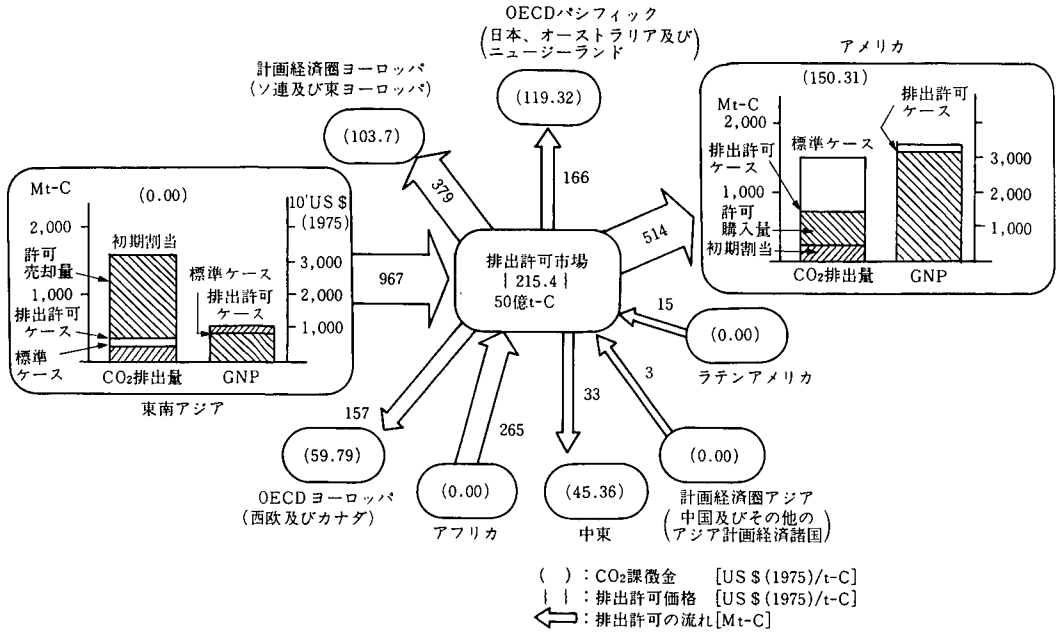 OECDパシフィック
(日本、オーストラリア及び
ニュージーランド)
(119.32)
166
計画経済圏ヨーロッパ
(ソ連及び東ヨーロッパ)
(103.7)
379
アメリカ
(150.31)
Mt-C
2,000
1,000
排出許可
ケース
標準ケース
排出許可
ケース
許可
購入量
初期割当
3,000
2,000
1,000
CO₂排出量
GNP
514
Mt-C
(0.00)
10⁹US $
(1975)
2,000
1,000
初期割当
許可
売却量
排出許可
ケース
標準
ケース
標準ケース
排出許可
ケース
3,000
2,000
1,000
CO₂排出量
GNP
東南アジア
967
排出許可市場
{215.4}
50億t-C
15
(0.00)
ラテンアメリカ
3
(0.00)
計画経済圏アジア
(中国及びその他の
アジア計画経済諸国)
33
(45.36)
中東
265
(0.00)
アフリカ
157
(59.79)
OECDヨーロッパ
(西欧及びカナダ)
( ):CO₂課徴金 [US $(1975)/t-C]
{ }:排出許可価格 [US $(1975)/t-C]
:排出許可の流れ[Mt-C]